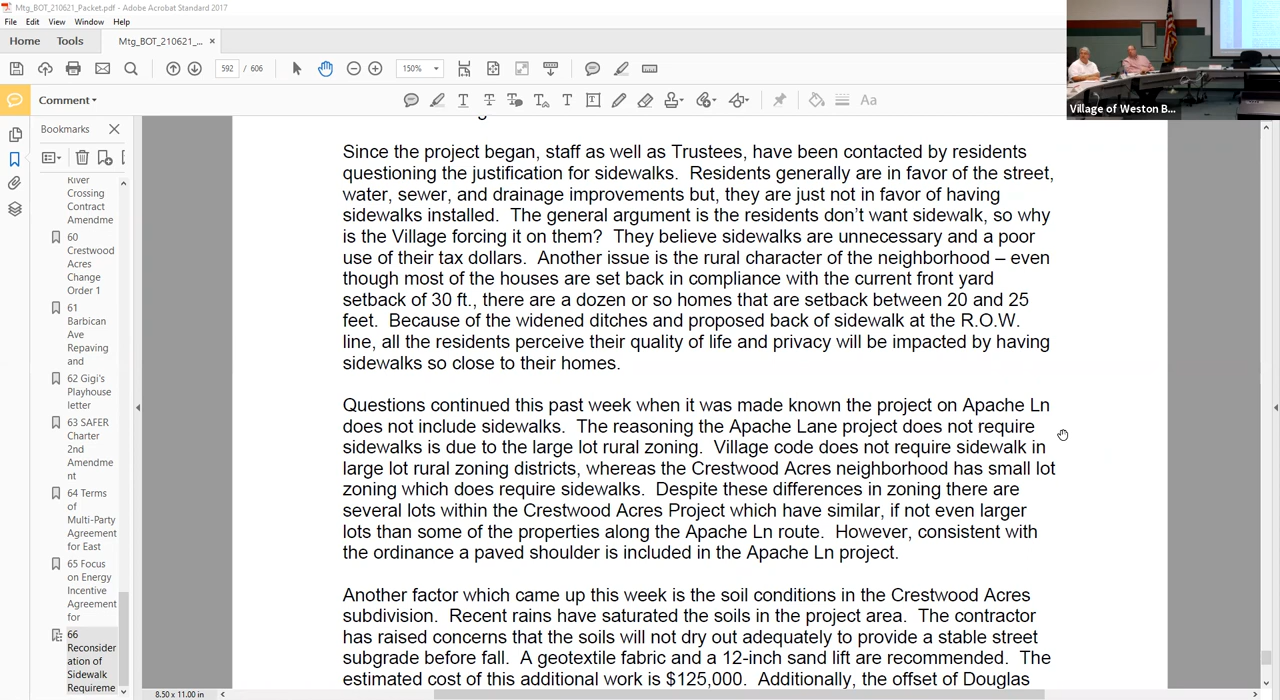 Mtg_BOT_210621_Packet.pdf - Adobe Acrobat Standard 2017
File Edit View Window Help
Home Tools Mtg_BOT_210621_... ×
592 / 606 150%
Comment
Bookmarks
River
Crossing
Contract
Amendme
60
Crestwood
Acres
Change
Order 1
61
Barbican
Ave
Repaving
and
62 Gigi's
Playhouse
letter
63 SAFER
Charter
2nd
Amendme
nt
64 Terms
of
Multi-Party
Agreement
for East
65 Focus
on Energy
Incentive
Agreement
for
66
Reconsider
ation of
Sidewalk
Requireme
Since the project began, staff as well as Trustees, have been contacted by residents
questioning the justification for sidewalks. Residents generally are in favor of the street,
water, sewer, and drainage improvements but, they are just not in favor of having
sidewalks installed. The general argument is the residents don't want sidewalk, so why
is the Village forcing it on them? They believe sidewalks are unnecessary and a poor
use of their tax dollars. Another issue is the rural character of the neighborhood – even
though most of the houses are set back in compliance with the current front yard
setback of 30 ft., there are a dozen or so homes that are setback between 20 and 25
feet. Because of the widened ditches and proposed back of sidewalk at the R.O.W.
line, all the residents perceive their quality of life and privacy will be impacted by having
sidewalks so close to their homes.
Questions continued this past week when it was made known the project on Apache Ln
does not include sidewalks. The reasoning the Apache Lane project does not require
sidewalks is due to the large lot rural zoning. Village code does not require sidewalk in
large lot rural zoning districts, whereas the Crestwood Acres neighborhood has small lot
zoning which does require sidewalks. Despite these differences in zoning there are
several lots within the Crestwood Acres Project which have similar, if not even larger
lots than some of the properties along the Apache Ln route. However, consistent with
the ordinance a paved shoulder is included in the Apache Ln project.
Another factor which came up this week is the soil conditions in the Crestwood Acres
subdivision. Recent rains have saturated the soils in the project area. The contractor
has raised concerns that the soils will not dry out adequately to provide a stable street
subgrade before fall. A geotextile fabric and a 12-inch sand lift are recommended. The
estimated cost of this additional work is $125,000. Additionally, the offset of Douglas
8.50 x 11.00 in
Village of Weston B...